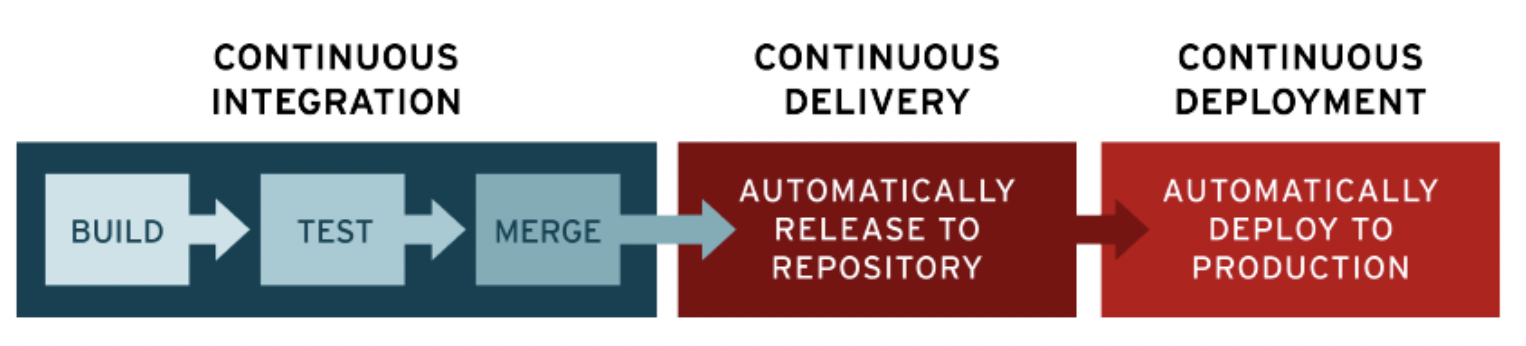 CONTINUOUS
INTEGRATION
CONTINUOUS
DELIVERY
CONTINUOUS
DEPLOYMENT
BUILD
TEST
MERGE
AUTOMATICALLY
RELEASE TO
REPOSITORY
AUTOMATICALLY
DEPLOY TO
PRODUCTION